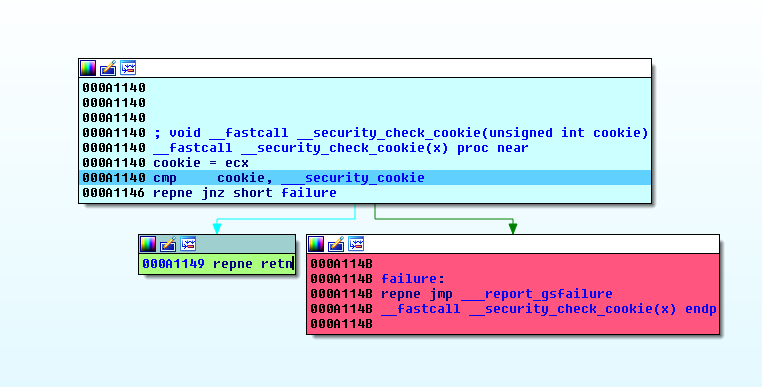 000A1140
000A1140
000A1140
000A1140 ; void __fastcall __security_check_cookie(unsigned int cookie)
000A1140 __fastcall __security_check_cookie(x) proc near
000A1140 cookie = ecx
000A1140 cmp     cookie, ___security_cookie
000A1146 repne jnz short failure
000A1149 repne retn
000A114B
000A114B failure:
000A114B repne jmp ___report_gsfailure
000A114B __fastcall __security_check_cookie(x) endp
000A114B